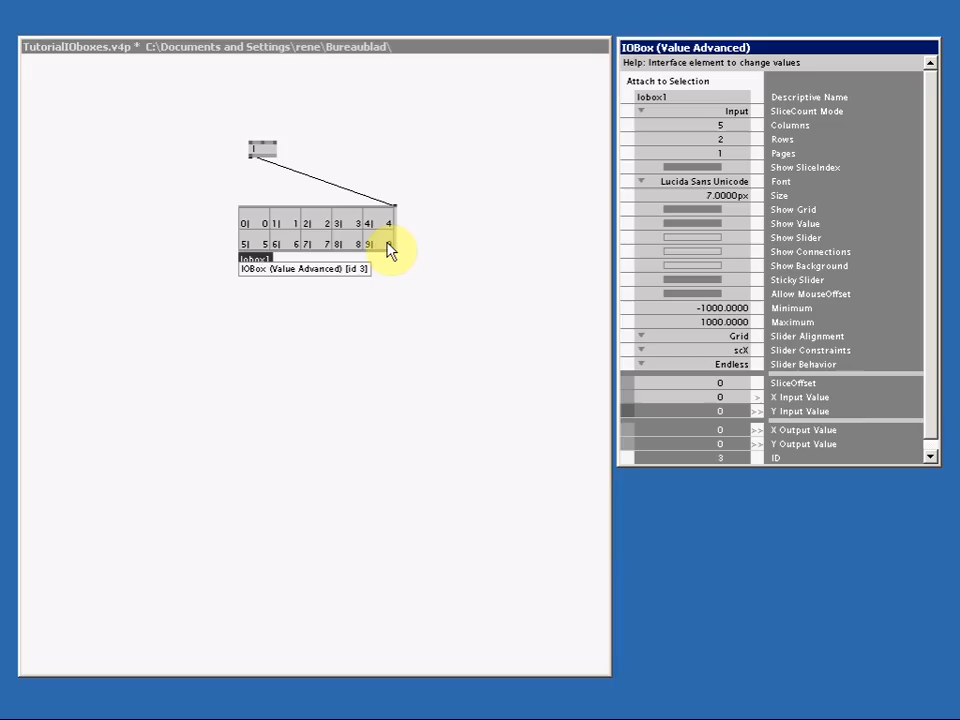 TutorialIOboxes.v4p * C:\Documents and Settings\rene\Bureaublad\
I
0| 0 1| 1 2| 2 3| 3 4| 4
5| 5 6| 6 7| 7 8| 8 9|
Iobox1
IOBox (Value Advanced) [id 3]
IOBox (Value Advanced)
Help: Interface element to change values
Attach to Selection
Iobox1 Descriptive Name
Input SliceCount Mode
5 Columns
2 Rows
1 Pages
Show SliceIndex
Lucida Sans Unicode Font
7.0000px Size
Show Grid
Show Value
Show Slider
Show Connections
Show Background
Sticky Slider
Allow MouseOffset
-1000.0000 Minimum
1000.0000 Maximum
Grid Slider Alignment
scX Slider Constraints
Endless Slider Behavior
0 SliceOffset
0 > X Input Value
0 >> Y Input Value
0 >> X Output Value
0 >> Y Output Value
3 ID